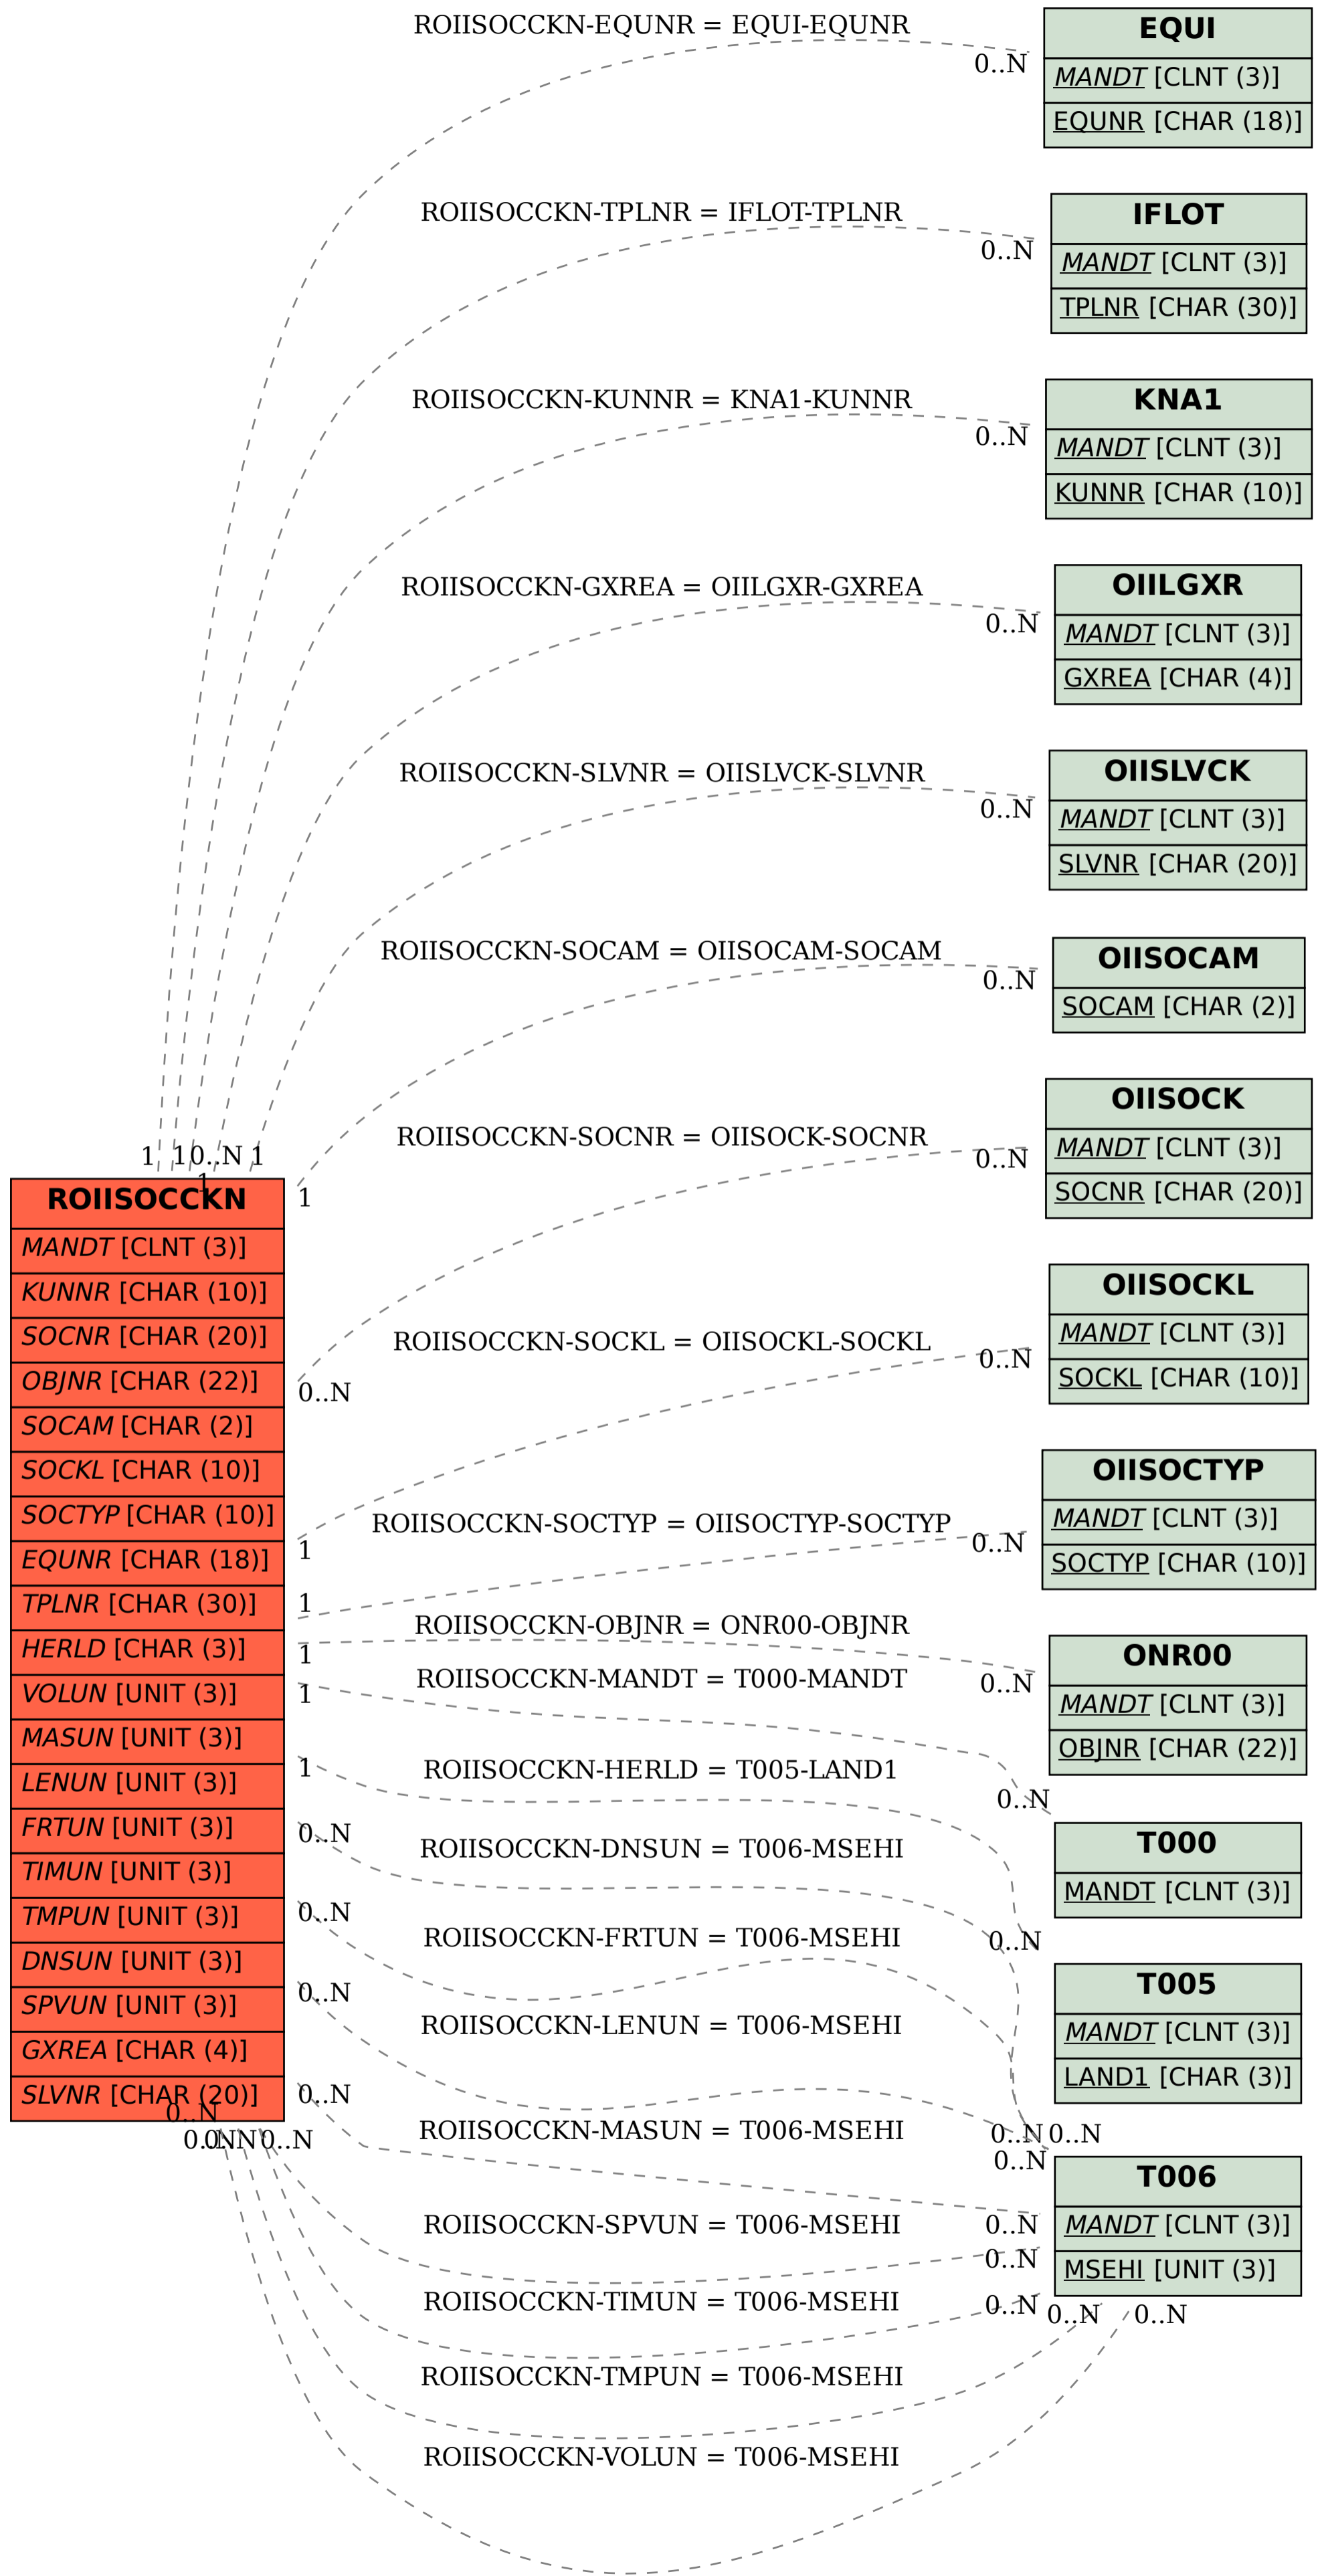 ROIISOCCKN-EQUNR = EQUI-EQUNR
0..N
EQUI
MANDT [CLNT (3)]
EQUNR [CHAR (18)]
ROIISOCCKN-TPLNR = IFLOT-TPLNR
0..N
IFLOT
MANDT [CLNT (3)]
TPLNR [CHAR (30)]
ROIISOCCKN-KUNNR = KNA1-KUNNR
0..N
KNA1
MANDT [CLNT (3)]
KUNNR [CHAR (10)]
ROIISOCCKN-GXREA = OIILGXR-GXREA
0..N
OIILGXR
MANDT [CLNT (3)]
GXREA [CHAR (4)]
ROIISOCCKN-SLVNR = OIISLVCK-SLVNR
0..N
OIISLVCK
MANDT [CLNT (3)]
SLVNR [CHAR (20)]
ROIISOCCKN-SOCAM = OIISOCAM-SOCAM
0..N
OIISOCAM
SOCAM [CHAR (2)]
ROIISOCCKN-SOCNR = OIISOCK-SOCNR
0..N
OIISOCK
MANDT [CLNT (3)]
SOCNR [CHAR (20)]
1
1
0..N
1
1
1
ROIISOCCKN
MANDT [CLNT (3)]
KUNNR [CHAR (10)]
SOCNR [CHAR (20)]
OBJNR [CHAR (22)]
SOCAM [CHAR (2)]
SOCKL [CHAR (10)]
SOCTYP [CHAR (10)]
EQUNR [CHAR (18)]
TPLNR [CHAR (30)]
HERLD [CHAR (3)]
VOLUN [UNIT (3)]
MASUN [UNIT (3)]
LENUN [UNIT (3)]
FRTUN [UNIT (3)]
TIMUN [UNIT (3)]
TMPUN [UNIT (3)]
DNSUN [UNIT (3)]
SPVUN [UNIT (3)]
GXREA [CHAR (4)]
SLVNR [CHAR (20)]
0..N
0..N
0..N
0..N
0..N
ROIISOCCKN-SOCKL = OIISOCKL-SOCKL
0..N
1
OIISOCKL
MANDT [CLNT (3)]
SOCKL [CHAR (10)]
ROIISOCCKN-SOCTYP = OIISOCTYP-SOCTYP
0..N
1
OIISOCTYP
MANDT [CLNT (3)]
SOCTYP [CHAR (10)]
ROIISOCCKN-OBJNR = ONR00-OBJNR
1
0..N
ONR00
MANDT [CLNT (3)]
OBJNR [CHAR (22)]
ROIISOCCKN-MANDT = T000-MANDT
1
0..N
T000
MANDT [CLNT (3)]
ROIISOCCKN-HERLD = T005-LAND1
1
0..N
T005
MANDT [CLNT (3)]
LAND1 [CHAR (3)]
ROIISOCCKN-DNSUN = T006-MSEHI
0..N
ROIISOCCKN-FRTUN = T006-MSEHI
0..N
ROIISOCCKN-LENUN = T006-MSEHI
0..N
ROIISOCCKN-MASUN = T006-MSEHI
0..N
0..N
0..N
0..N
T006
MANDT [CLNT (3)]
MSEHI [UNIT (3)]
ROIISOCCKN-SPVUN = T006-MSEHI
0..N
0..N
ROIISOCCKN-TIMUN = T006-MSEHI
0..N
0..N
0..N
ROIISOCCKN-TMPUN = T006-MSEHI
ROIISOCCKN-VOLUN = T006-MSEHI